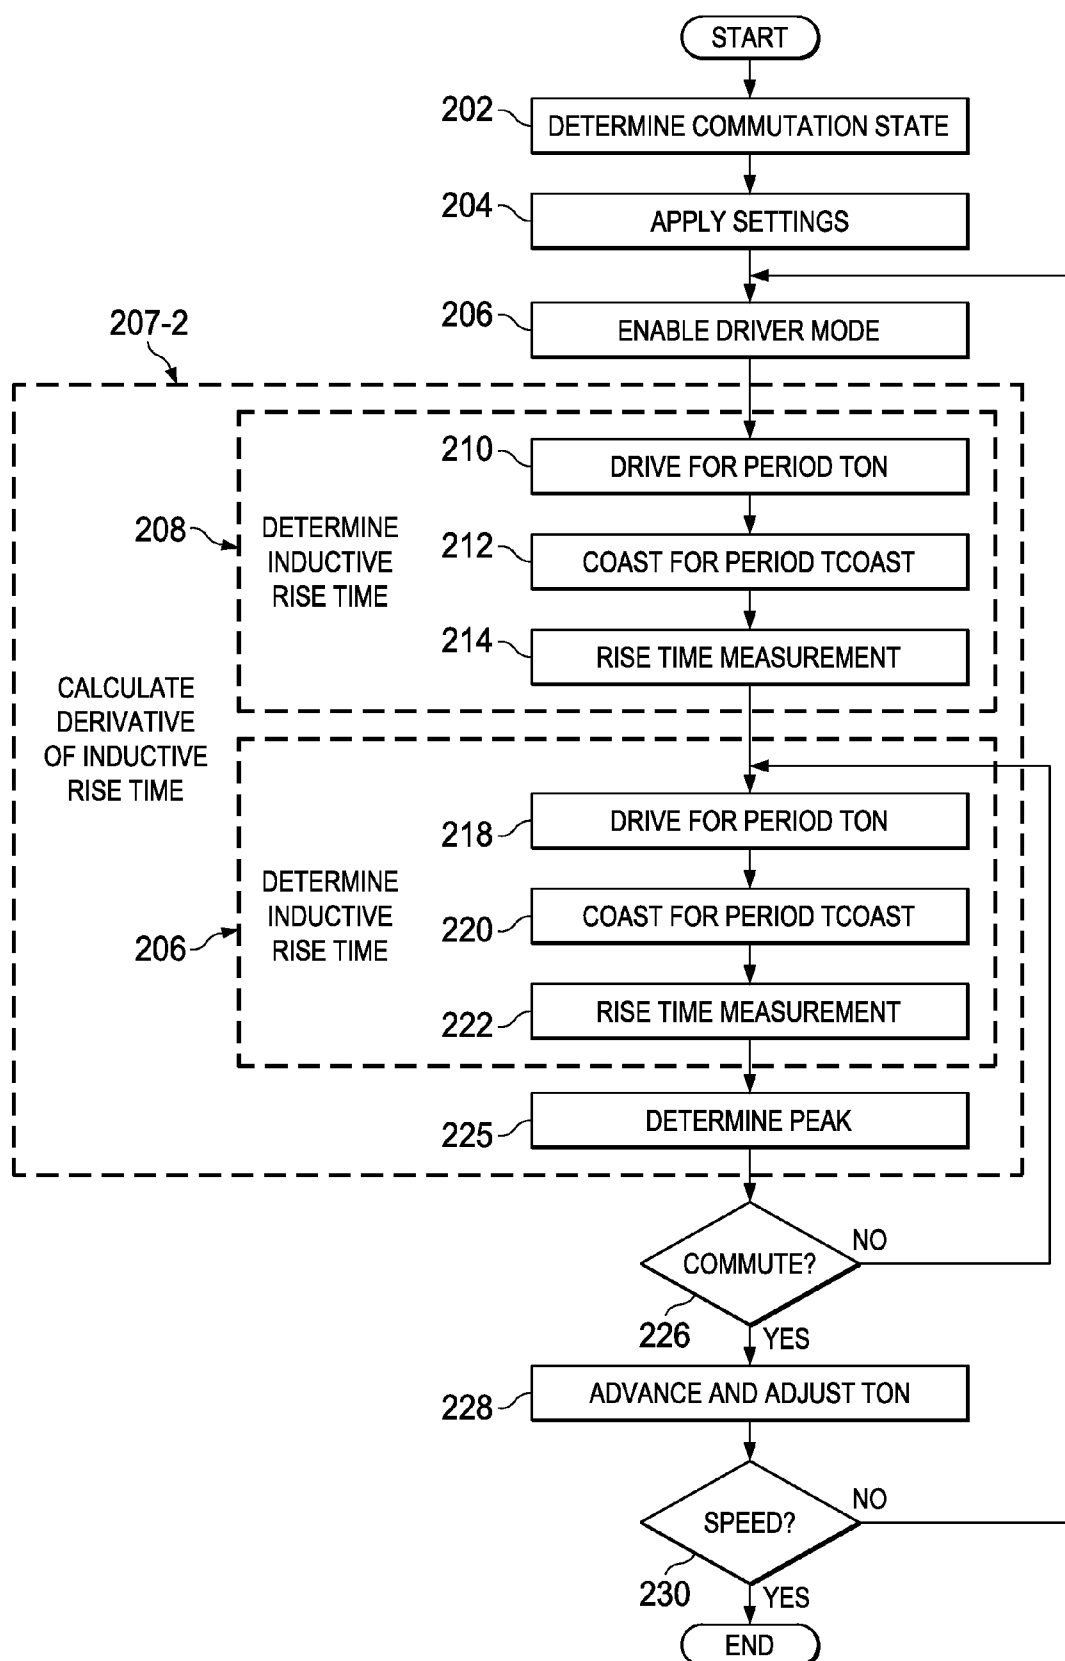 START
202
DETERMINE COMMUTATION STATE
204
APPLY SETTINGS
206
ENABLE DRIVER MODE
207-2
210
DRIVE FOR PERIOD TON
208
DETERMINE
INDUCTIVE
RISE TIME
212
COAST FOR PERIOD TCOAST
214
RISE TIME MEASUREMENT
CALCULATE
DERIVATIVE
OF INDUCTIVE
RISE TIME
218
DRIVE FOR PERIOD TON
206
DETERMINE
INDUCTIVE
RISE TIME
220
COAST FOR PERIOD TCOAST
222
RISE TIME MEASUREMENT
225
DETERMINE PEAK
COMMUTE?
NO
226
YES
228
ADVANCE AND ADJUST TON
SPEED?
NO
230
YES
END